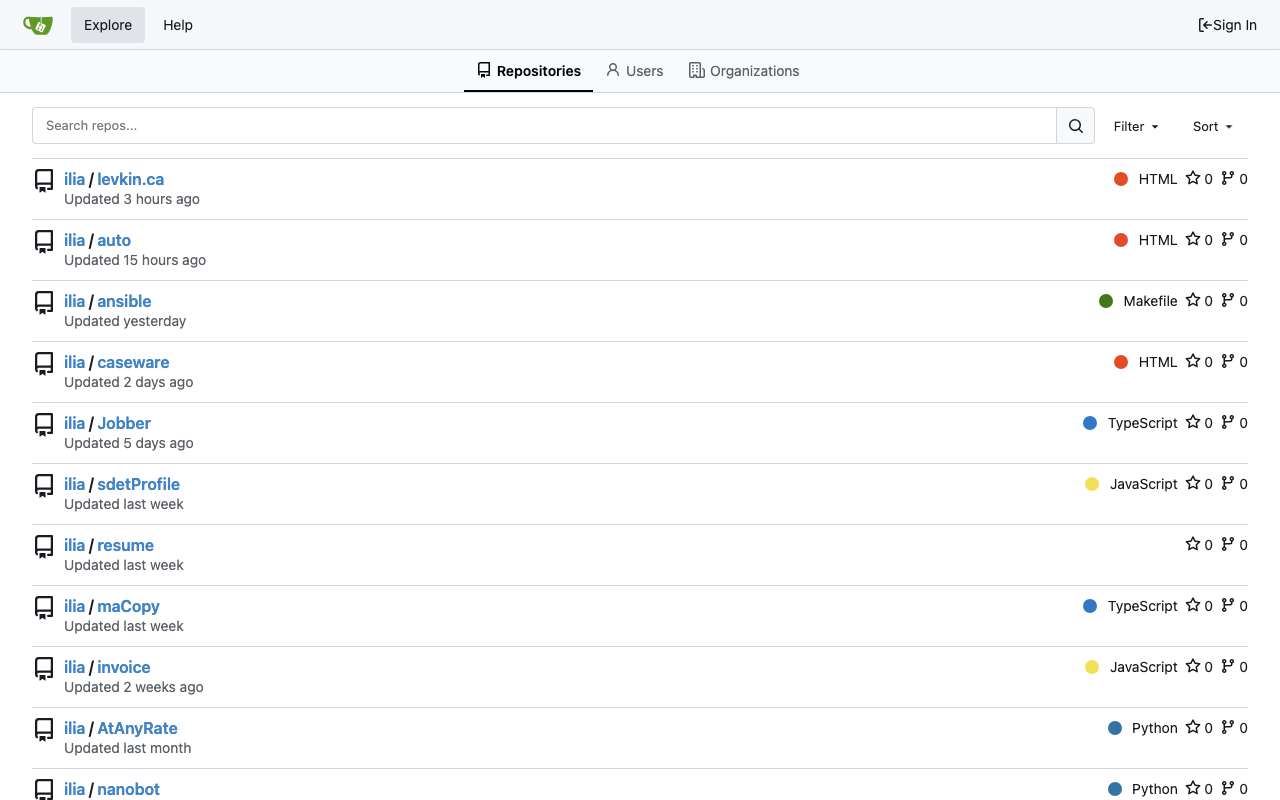 Explore Help Sign In
Repositories Users Organizations
Search repos... Filter Sort
ilia / levkin.ca HTML 0 0
Updated 3 hours ago
ilia / auto HTML 0 0
Updated 15 hours ago
ilia / ansible Makefile 0 0
Updated yesterday
ilia / caseware HTML 0 0
Updated 2 days ago
ilia / Jobber TypeScript 0 0
Updated 5 days ago
ilia / sdetProfile JavaScript 0 0
Updated last week
ilia / resume 0 0
Updated last week
ilia / maCopy TypeScript 0 0
Updated last week
ilia / invoice JavaScript 0 0
Updated 2 weeks ago
ilia / AtAnyRate Python 0 0
Updated last month
ilia / nanobot Python 0 0